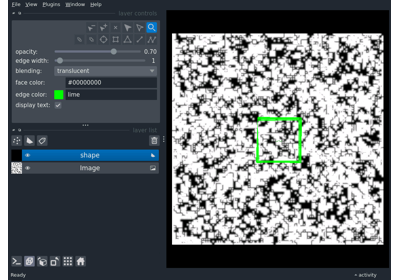 File View Plugins Window Help
layer controls
opacity: 0.70
edge width: 1
blending: translucent
face color: #00000000
edge color: lime
display text:
layer list
shape
Image
Ready
activity